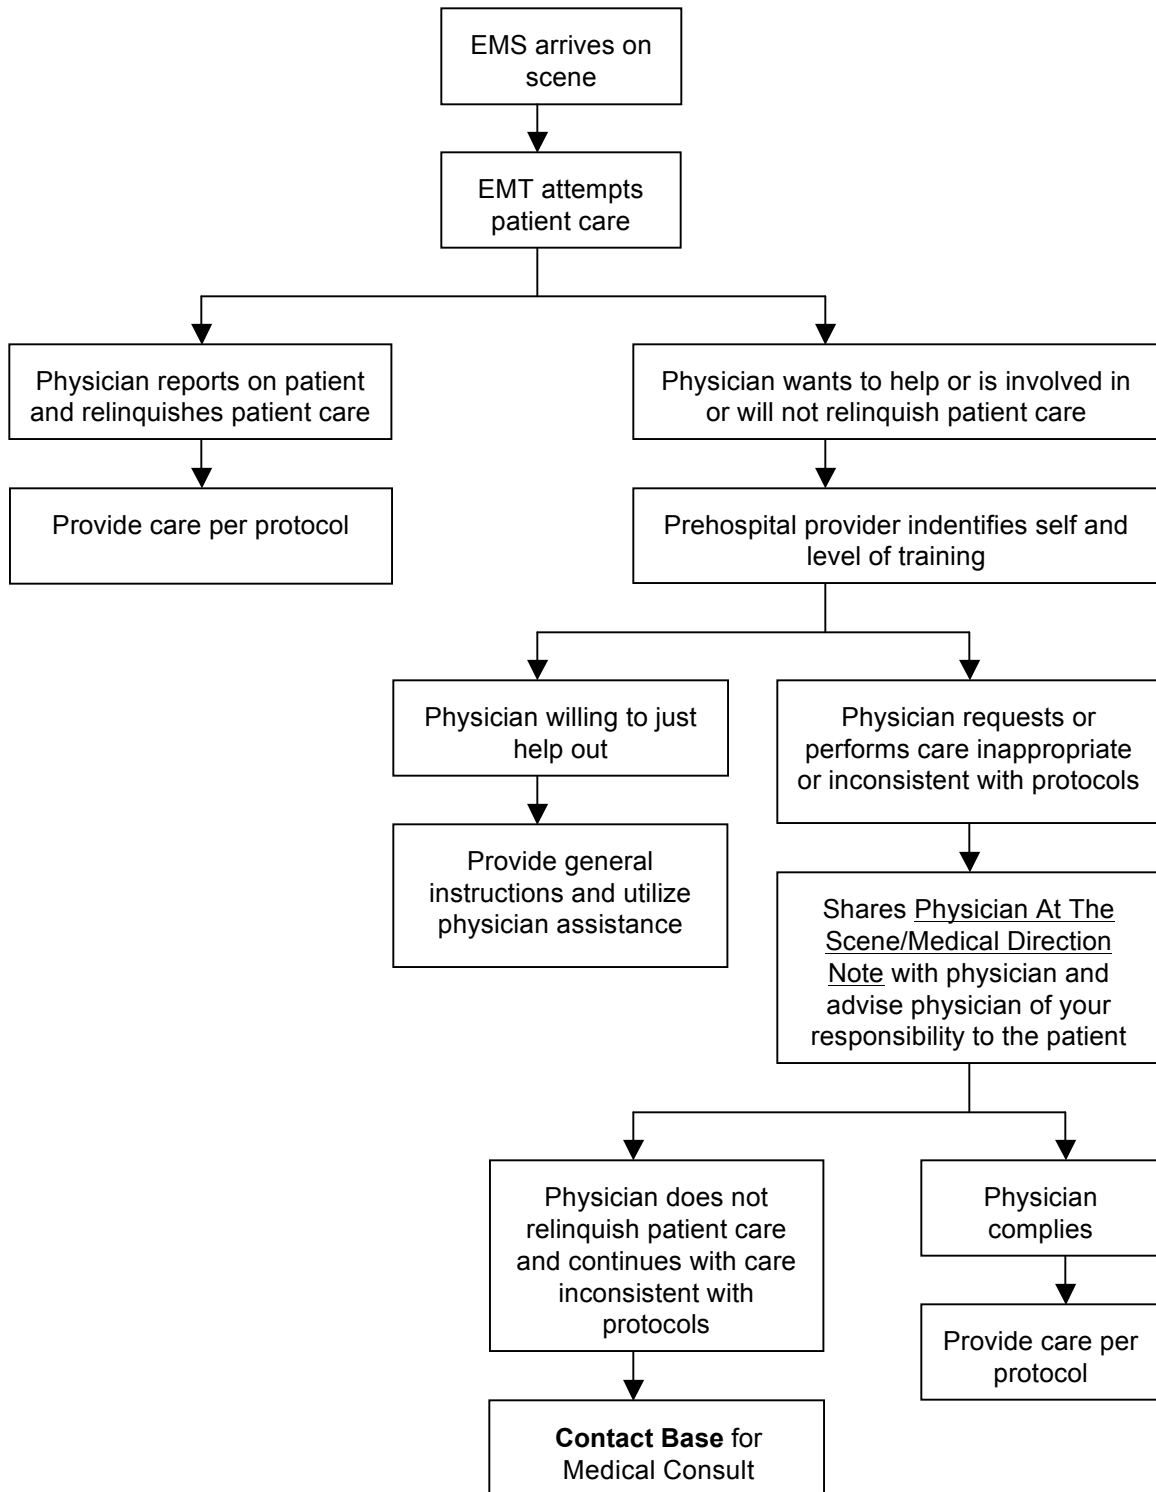 EMS arrives on
scene
EMT attempts
patient care
Physician reports on patient
and relinquishes patient care
Physician wants to help or is involved in
or will not relinquish patient care
Provide care per protocol
Prehospital provider indentifies self and
level of training
Physician willing to just
help out
Physician requests or
performs care inappropriate
or inconsistent with protocols
Provide general
instructions and utilize
physician assistance
Shares Physician At The
Scene/Medical Direction
Note with physician and
advise physician of your
responsibility to the patient
Physician does not
relinquish patient care
and continues with care
inconsistent with
protocols
Physician
complies
Provide care per
protocol
Contact Base for
Medical Consult